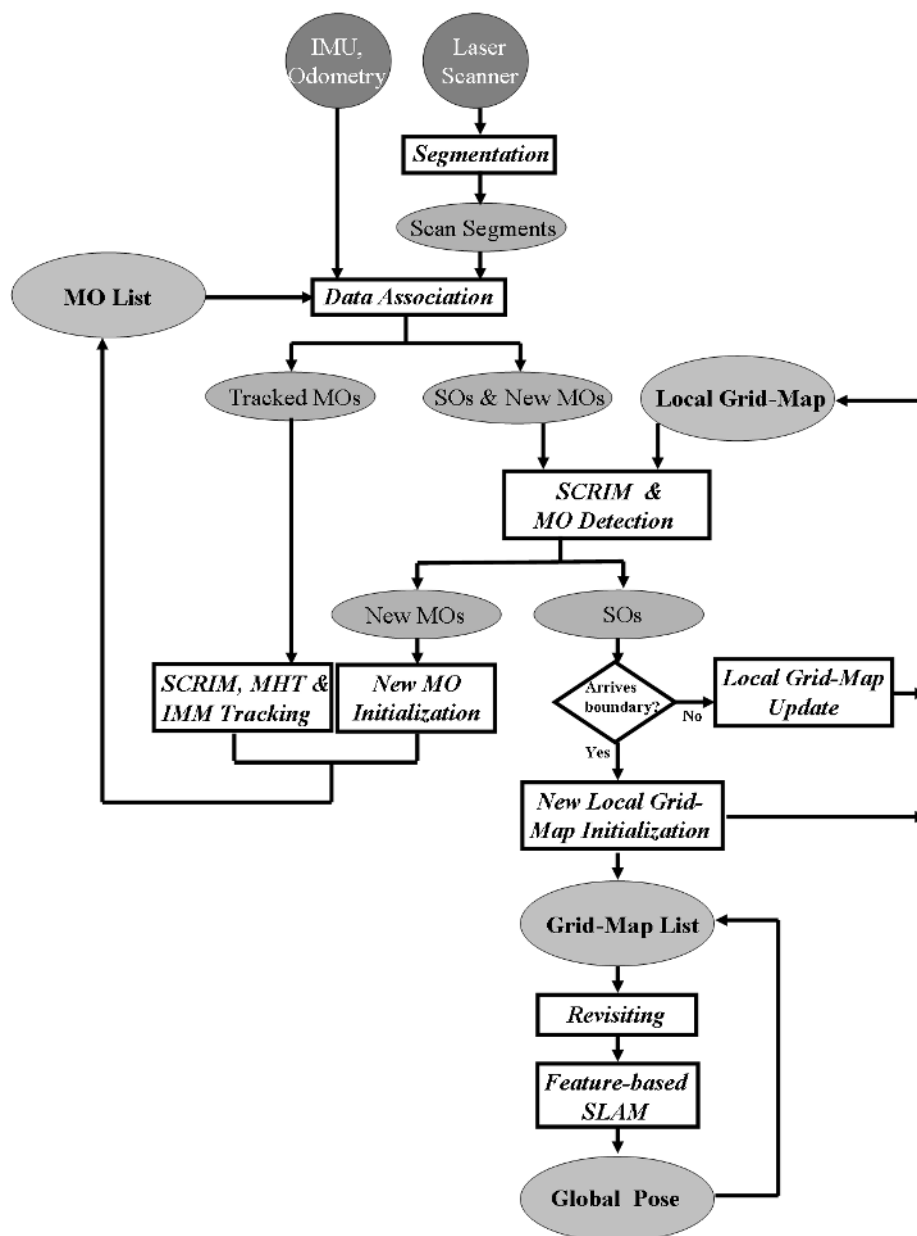 IMU,
Odometry
Laser
Scanner
Segmentation
Scan Segments
MO List
Data Association
Tracked MOs
SOs & New MOs
Local Grid-Map
SCRIM &
MO Detection
New MOs
SOs
SCRIM, MHT &
IMM Tracking
New MO
Initialization
Arrives
boundary?
No
Local Grid-Map
Update
Yes
New Local Grid-
Map Initialization
Grid-Map List
Revisiting
Feature-based
SLAM
Global Pose